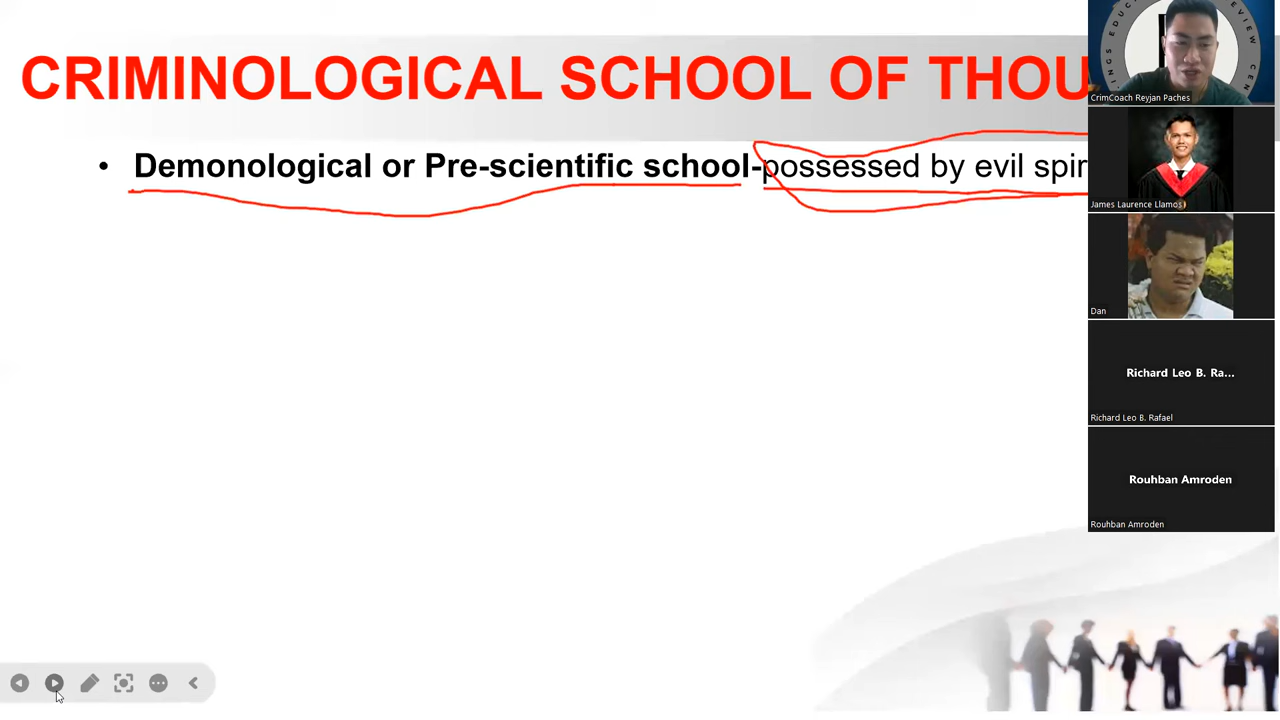 CRIMINOLOGICAL SCHOOL OF THOU
• Demonological or Pre-scientific school-possessed by evil spir
CrimCoach Reyjan Paches
James Laurence Llamos
Dan
Richard Leo B. Ra...
Richard Leo B. Rafael
Rouhban Amroden
Rouhban Amroden